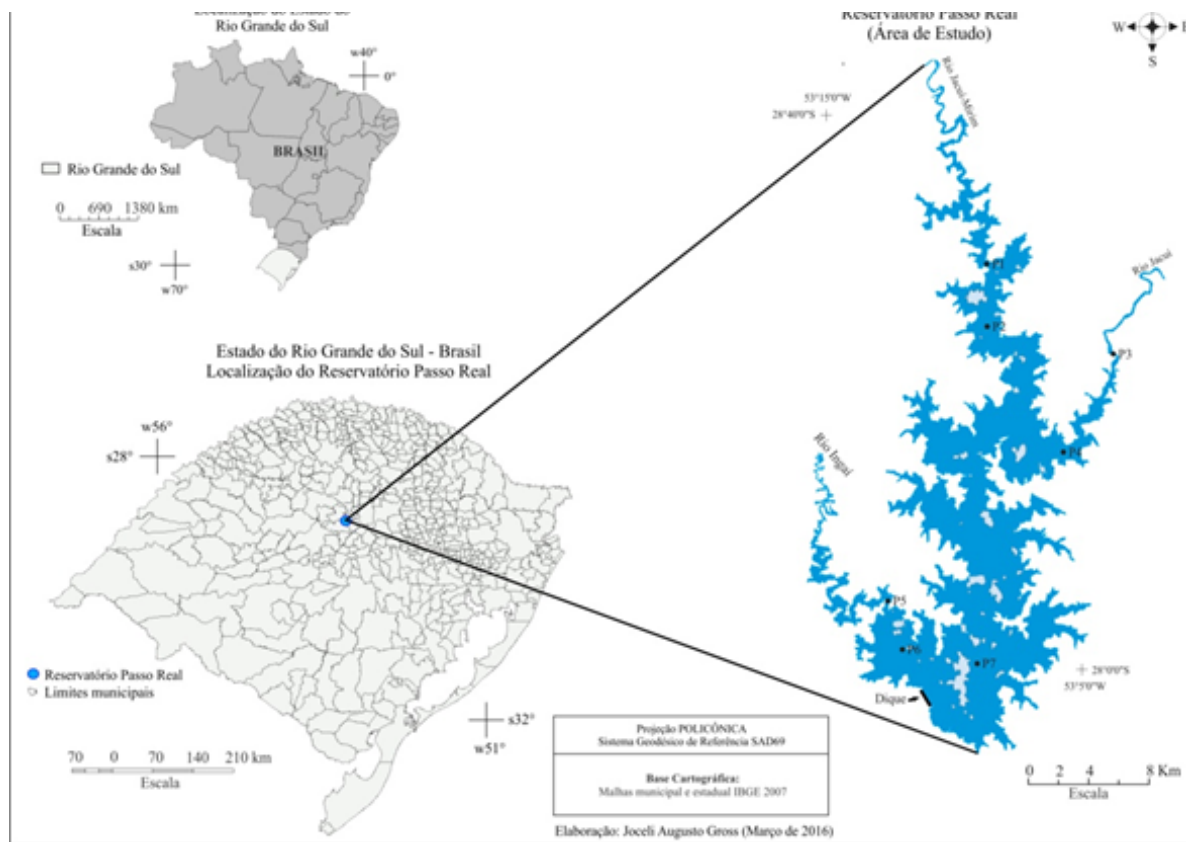 Localização do Estado do
Rio Grande do Sul
w40°
0°
BRASIL
Rio Grande do Sul
0 690 1380 km
Escala
s30°
w70°
Estado do Rio Grande do Sul - Brasil
Localização do Reservatório Passo Real
w56°
s28°
Reservatório Passo Real
Limites municipais
s32°
w51°
70 0 70 140 210 km
Escala
Projeção POLICÔNICA
Sistema Geodésico de Referência SAD69
Base Cartográfica:
Malhas municipal e estadual IBGE 2007
Elaboração: Joceli Augusto Gross (Março de 2016)
Reservatório Passo Real
(Área de Estudo)
W
S
53°15'0"W
28°40'0"S
Rio Jacuí-Mirim
P1
Rio Jacuí
P2
P3
P4
Rio Ingaí
P5
P6
P7
28°0'0"S
53°5'0"W
Dique
0 2 4 8 Km
Escala